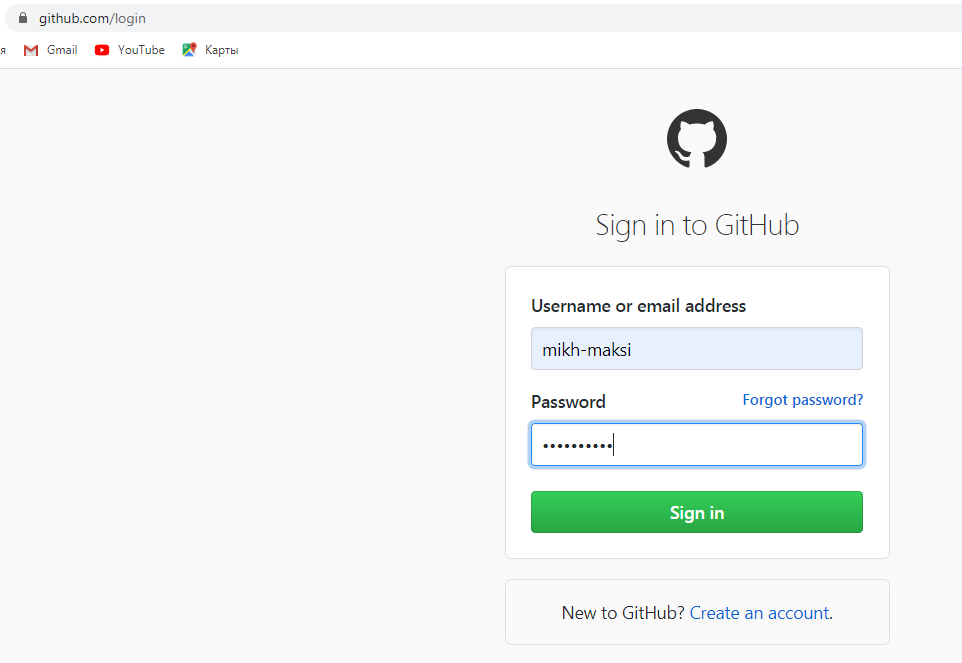 github.com/login
я Gmail YouTube Карты
Sign in to GitHub
Username or email address
mikh-maksi
Password Forgot password?
••••••••••
Sign in
New to GitHub? Create an account.